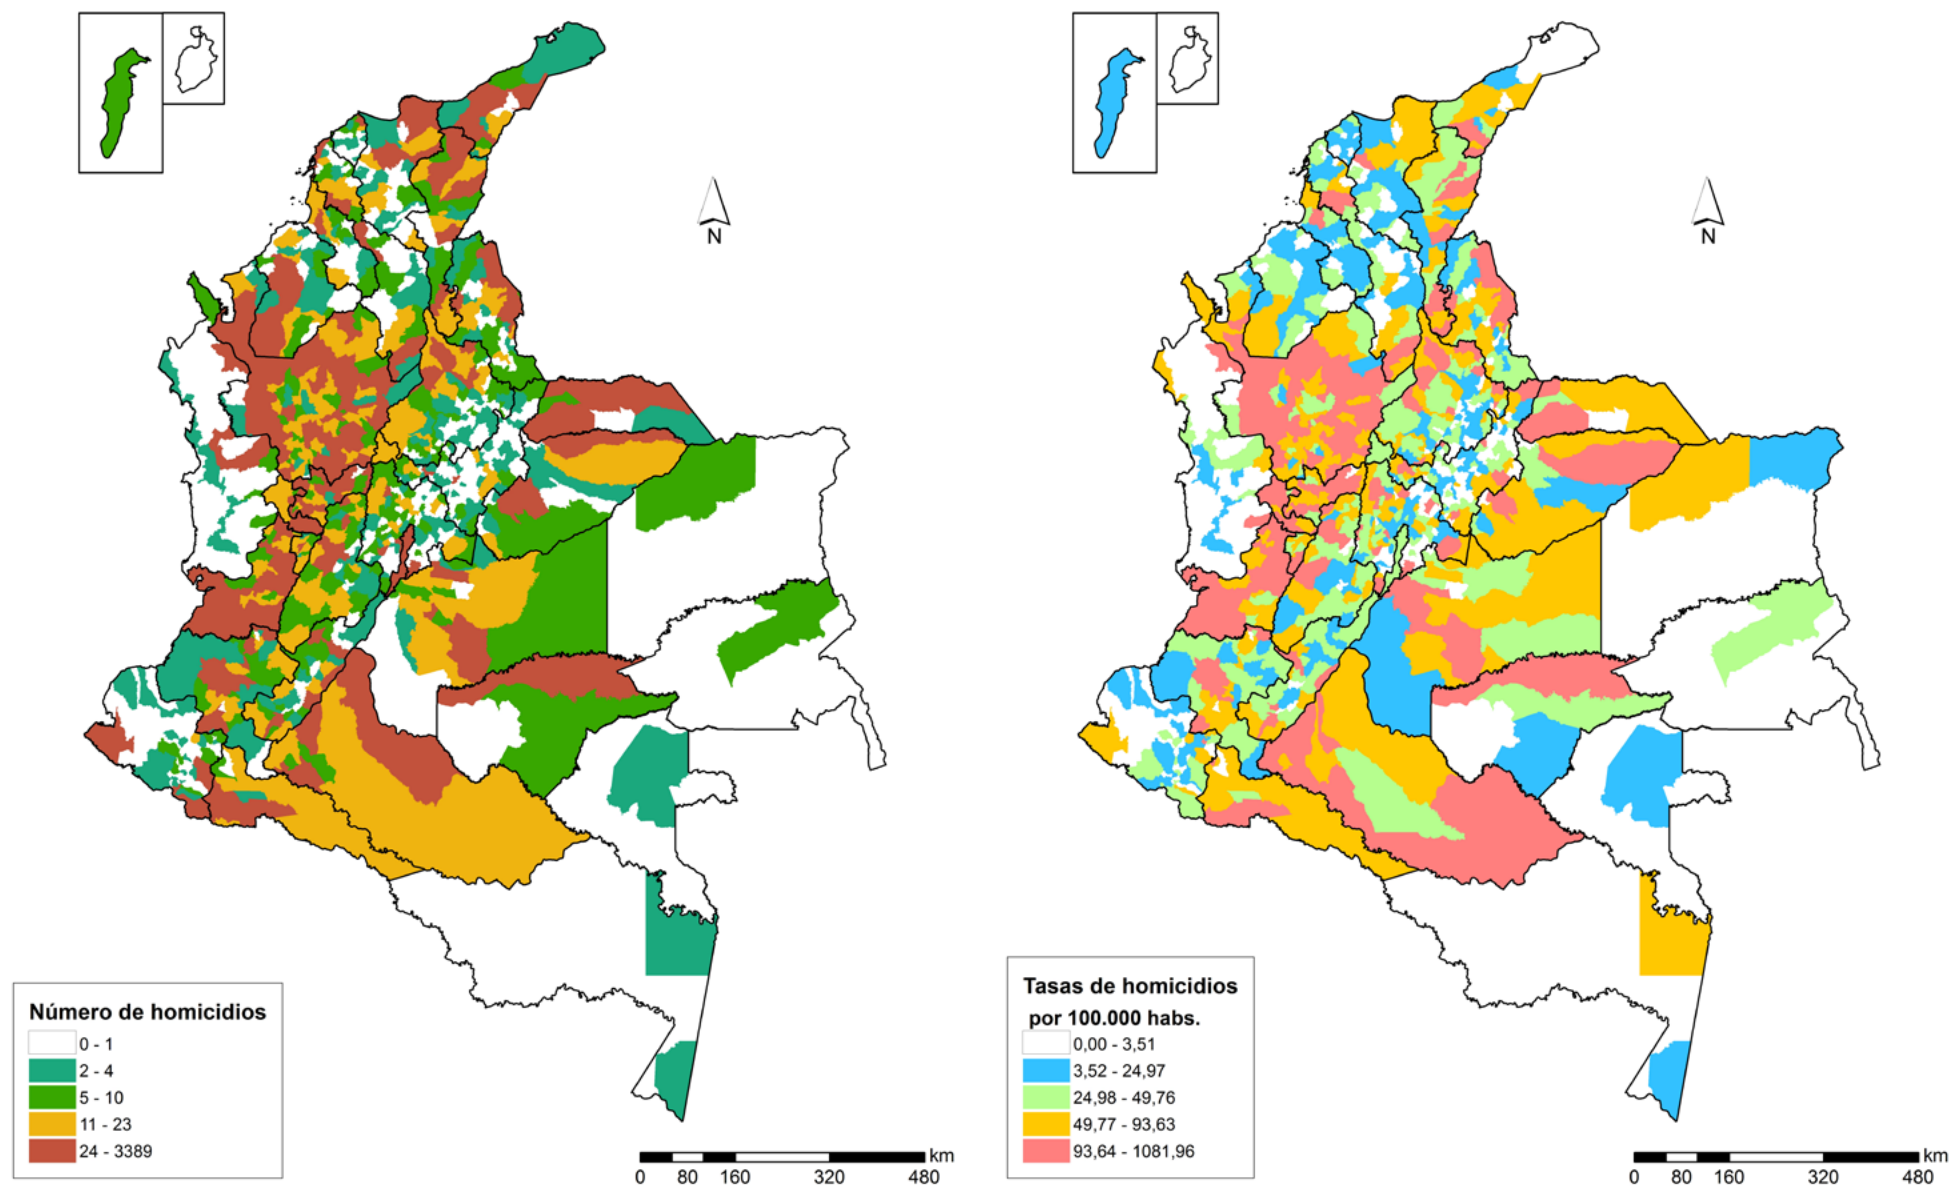 N
Número de homicidios
0 - 1
2 - 4
5 - 10
11 - 23
24 - 3389
km
0 80 160 320 480
N
Tasas de homicidios
por 100.000 habs.
0,00 - 3,51
3,52 - 24,97
24,98 - 49,76
49,77 - 93,63
93,64 - 1081,96
km
0 80 160 320 480